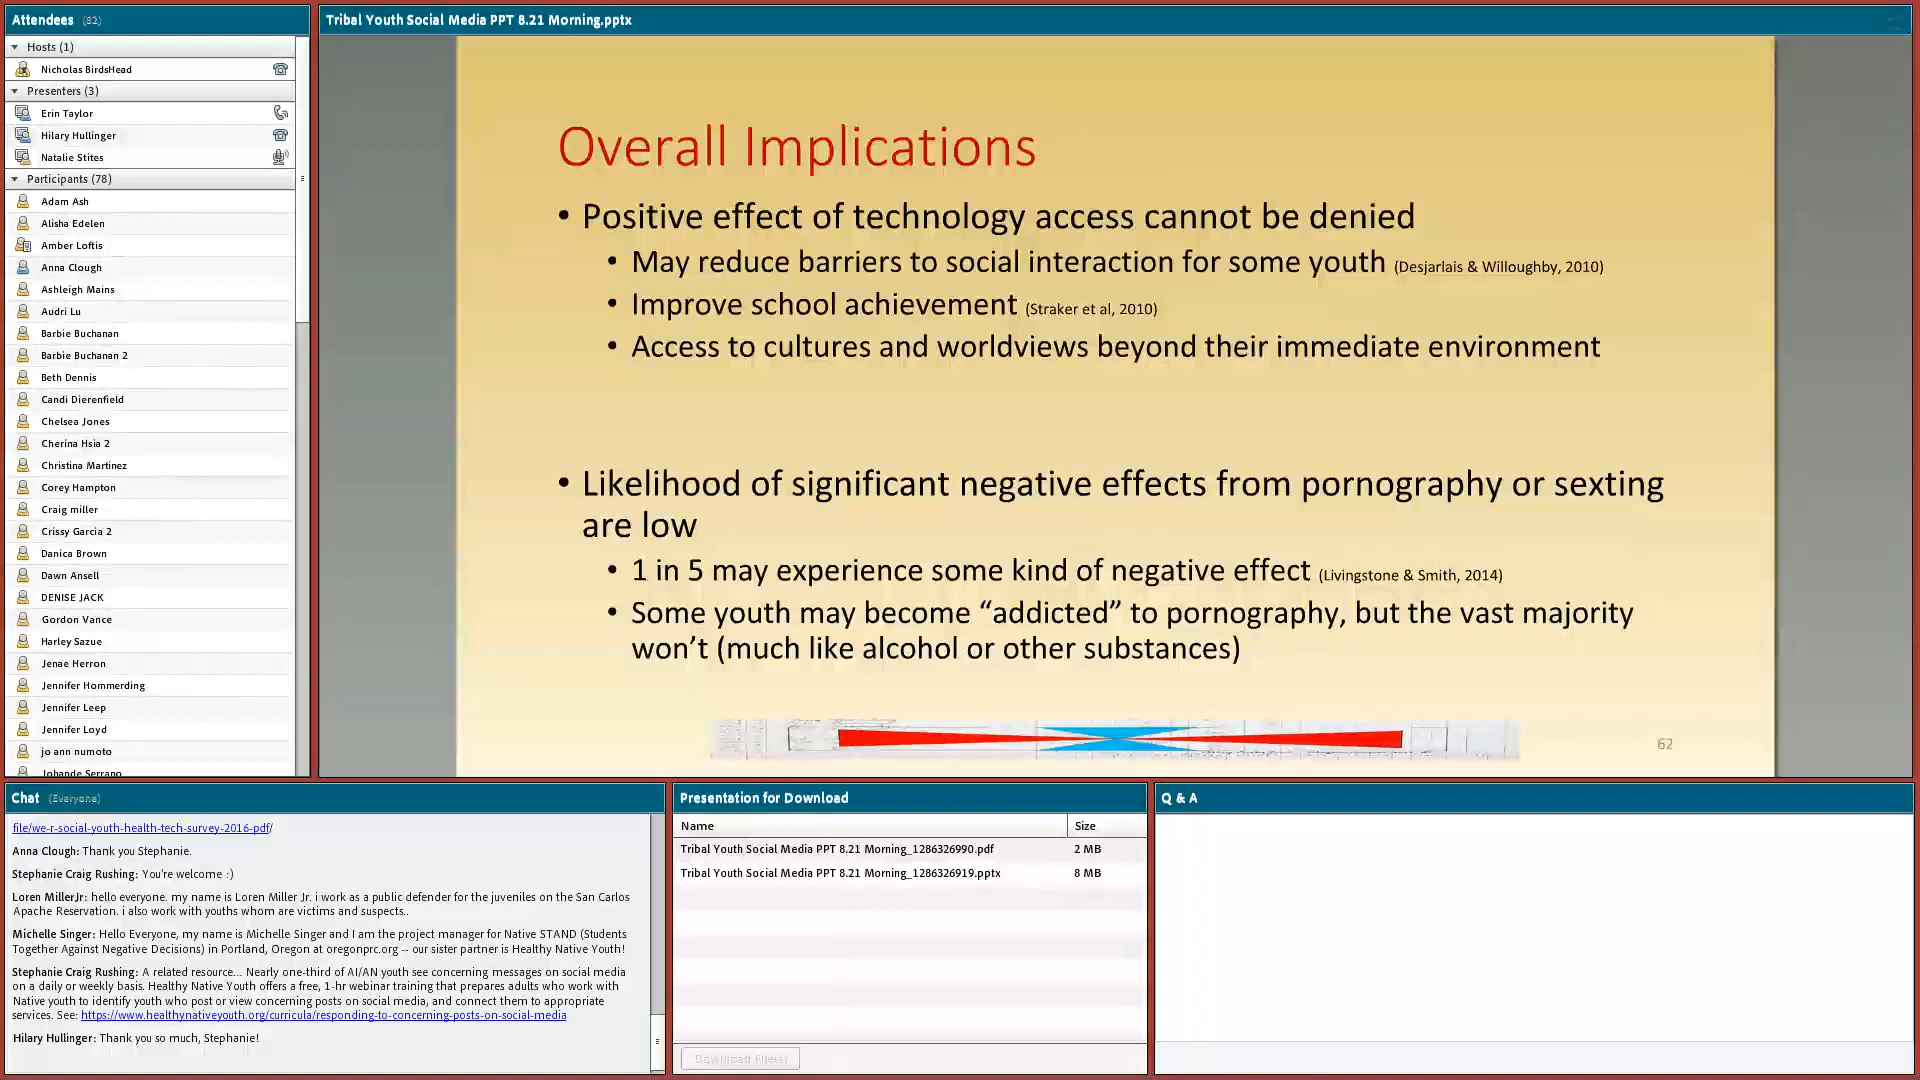 Attendees (82)
Hosts (1)
Nicholas BirdsHead
Presenters (3)
Erin Taylor
Hilary Hullinger
Natalie Stites
Participants (78)
Adam Ash
Alisha Edelen
Amber Loftis
Anna Clough
Ashleigh Mains
Audri Lu
Barbie Buchanan
Barbie Buchanan 2
Beth Dennis
Candi Dierenfield
Chelsea Jones
Cherina Hsia 2
Christina Martinez
Corey Hampton
Craig miller
Crissy Garcia 2
Danica Brown
Dawn Ansell
DENISE JACK
Gordon Vance
Harley Sazue
Jenae Herron
Jennifer Hommerding
Jennifer Leep
Jennifer Loyd
jo ann numoto
Johande Serrano
Tribal Youth Social Media PPT 8.21 Morning.pptx
Overall Implications
• Positive effect of technology access cannot be denied
• May reduce barriers to social interaction for some youth (Desjarlais & Willoughby, 2010)
• Improve school achievement (Straker et al, 2010)
• Access to cultures and worldviews beyond their immediate environment
• Likelihood of significant negative effects from pornography or sexting
are low
• 1 in 5 may experience some kind of negative effect (Livingstone & Smith, 2014)
• Some youth may become “addicted” to pornography, but the vast majority
won’t (much like alcohol or other substances)
62
Chat (Everyone)
file/we-r-social-youth-health-tech-survey-2016-pdf/
Anna Clough: Thank you Stephanie.
Stephanie Craig Rushing: You're welcome :)
Loren MillerJr: hello everyone. my name is Loren Miller Jr. i work as a public defender for the juveniles on the San Carlos
Apache Reservation. i also work with youths whom are victims and suspects..
Michelle Singer: Hello Everyone, my name is Michelle Singer and I am the project manager for Native STAND (Students
Together Against Negative Decisions) in Portland, Oregon at oregonprc.org -- our sister partner is Healthy Native Youth!
Stephanie Craig Rushing: A related resource... Nearly one-third of AI/AN youth see concerning messages on social media
on a daily or weekly basis. Healthy Native Youth offers a free, 1-hr webinar training that prepares adults who work with
Native youth to identify youth who post or view concerning posts on social media, and connect them to appropriate
services. See: https://www.healthynativeyouth.org/curricula/responding-to-concerning-posts-on-social-media
Hilary Hullinger: Thank you so much, Stephanie!
Presentation for Download
Name Size
Tribal Youth Social Media PPT 8.21 Morning_1286326990.pdf 2 MB
Tribal Youth Social Media PPT 8.21 Morning_1286326919.pptx 8 MB
Download File(s)
Q & A